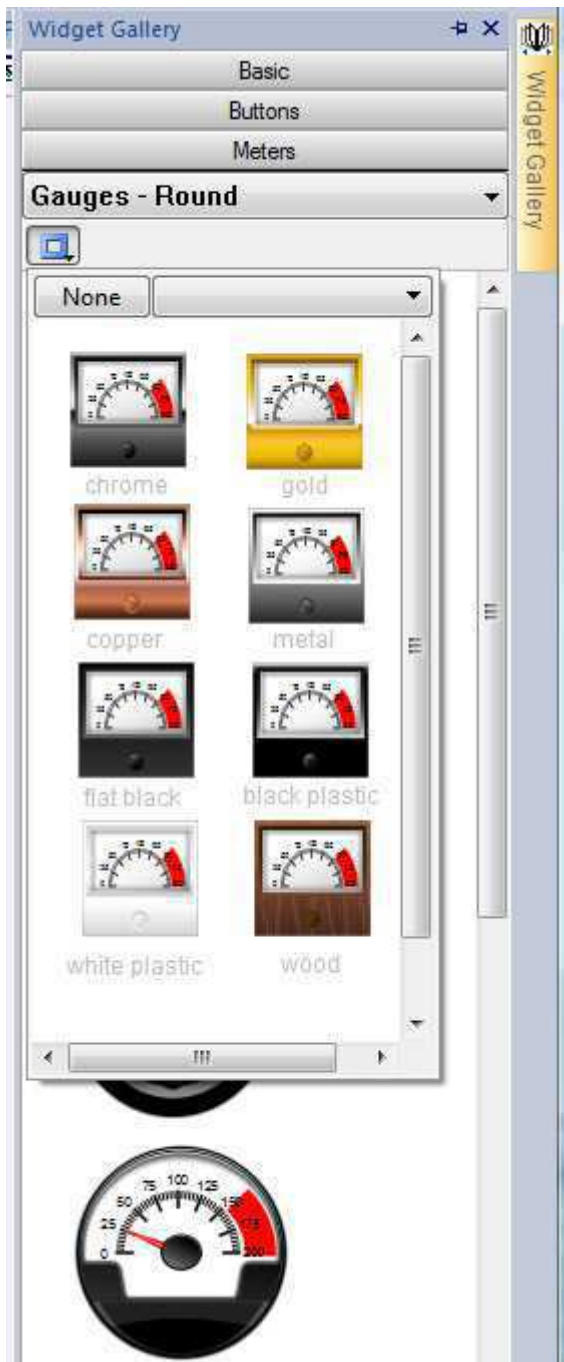 Widget Gallery
Widget Gallery
Basic
Buttons
Meters
Gauges - Round
None
chrome
gold
copper
metal
flat black
black plastic
white plastic
wood
0 25 50 75 100 125 150 175 200